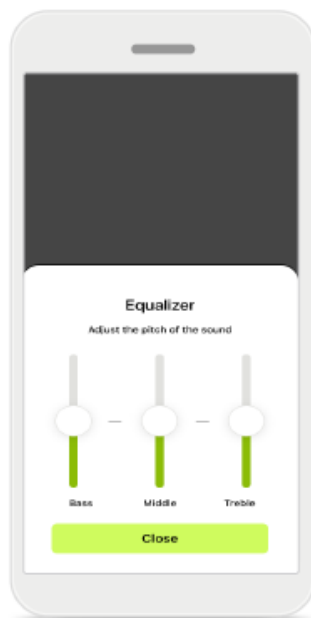 Equalizer
Adjust the pitch of the sound
Bass Middle Treble
Close